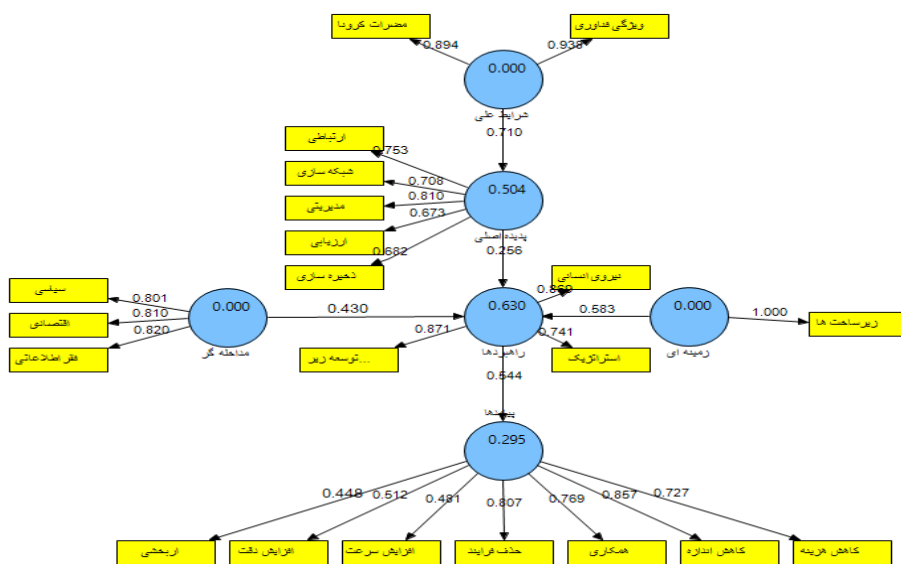 مضرات کرونا
ویژگی فناوری
0.894
0.938
0.000
شرایط علی
0.710
ارتباطی
0.753
شبکه سازی
0.708
مدیریتی
0.810
ارزیابی
0.673
ذخیره سازی
0.682
0.504
پدیده اصلی
0.256
سیاسی
0.801
اقتصادی
0.810
فقر اطلاعاتی
0.820
0.000
مداخله گر
0.430
نیروی انسانی
0.869
0.630
راهبردها
0.583
0.000
زمینه ای
1.000
زیرساخت ها
0.871
توسعه زیر...
0.741
استراتژیک
0.544
0.295
0.448
0.512
0.481
0.807
0.769
0.857
0.727
اربخشی
افزایش دقت
افزایش سرعت
حذف فرایند
همکاری
کاهش اندازه
کاهش هزینه